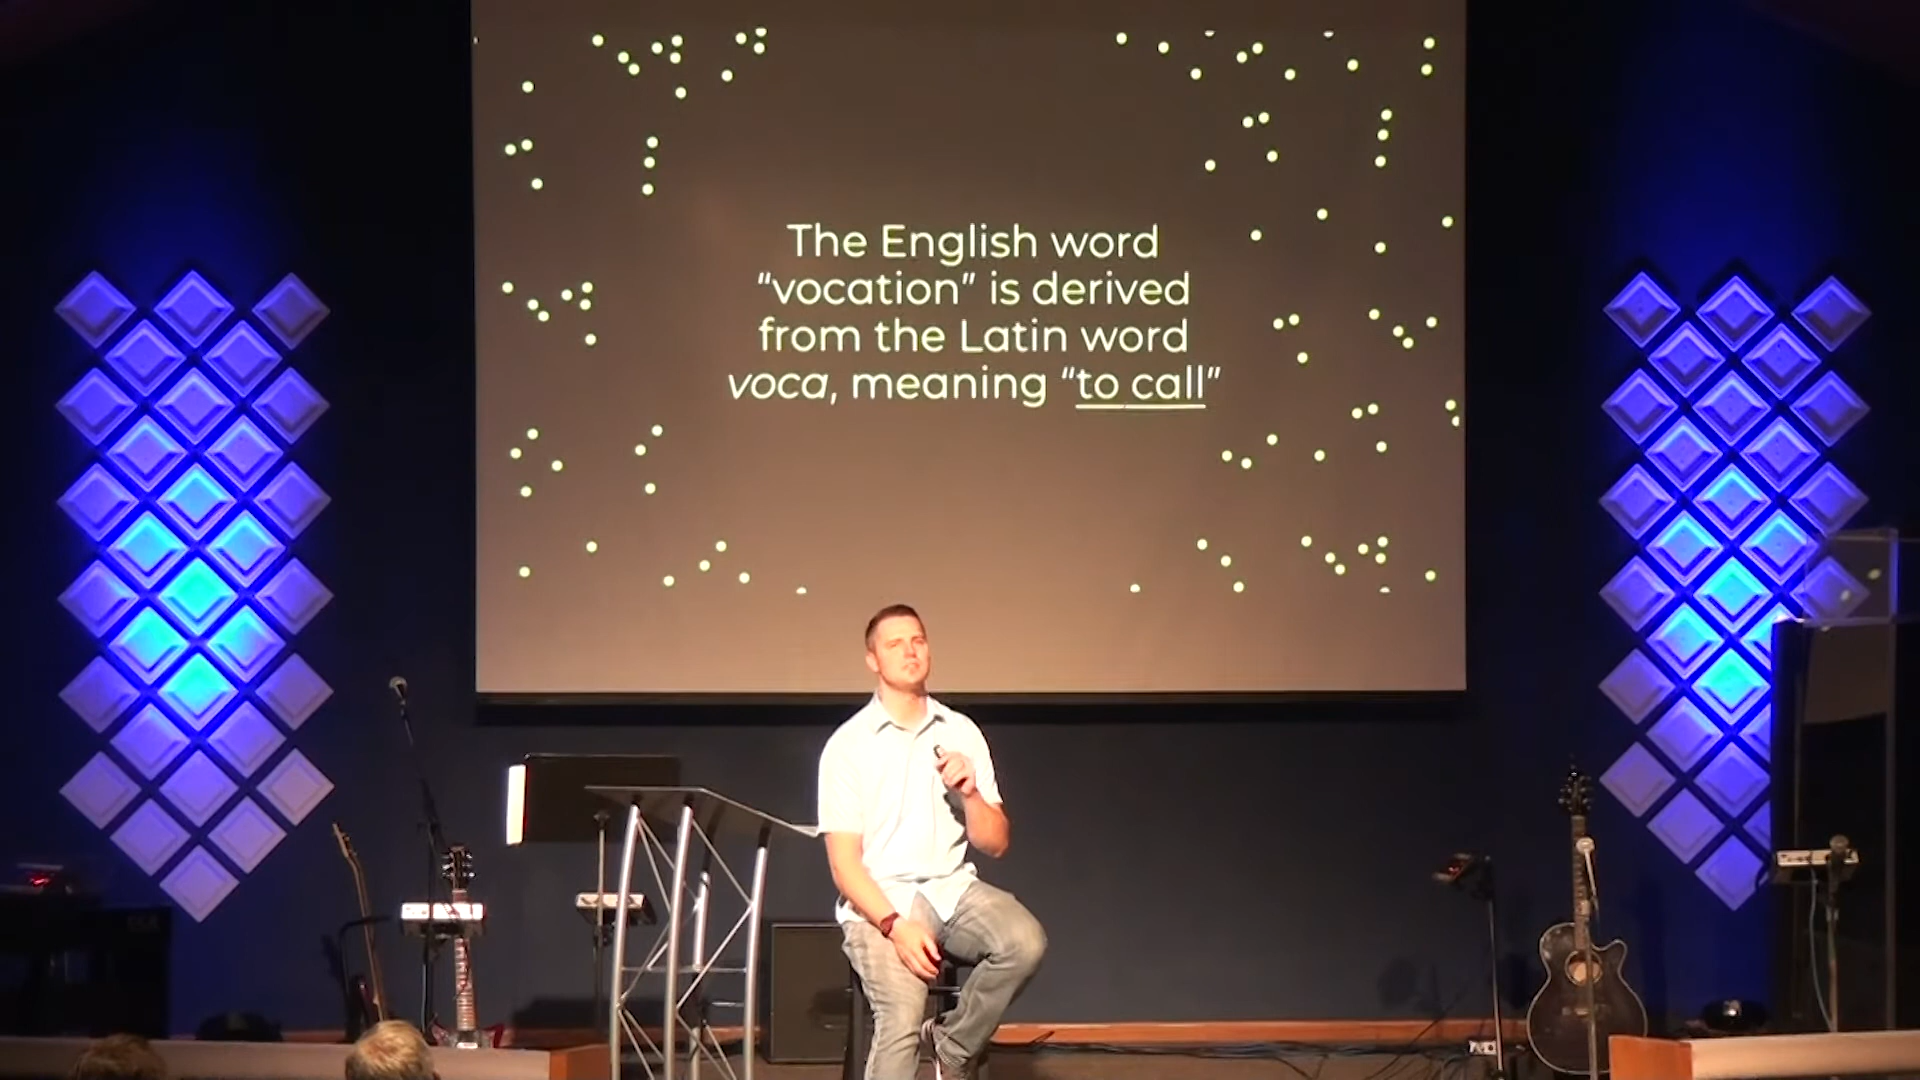 The English word
“vocation” is derived
from the Latin word
voca, meaning “to call”